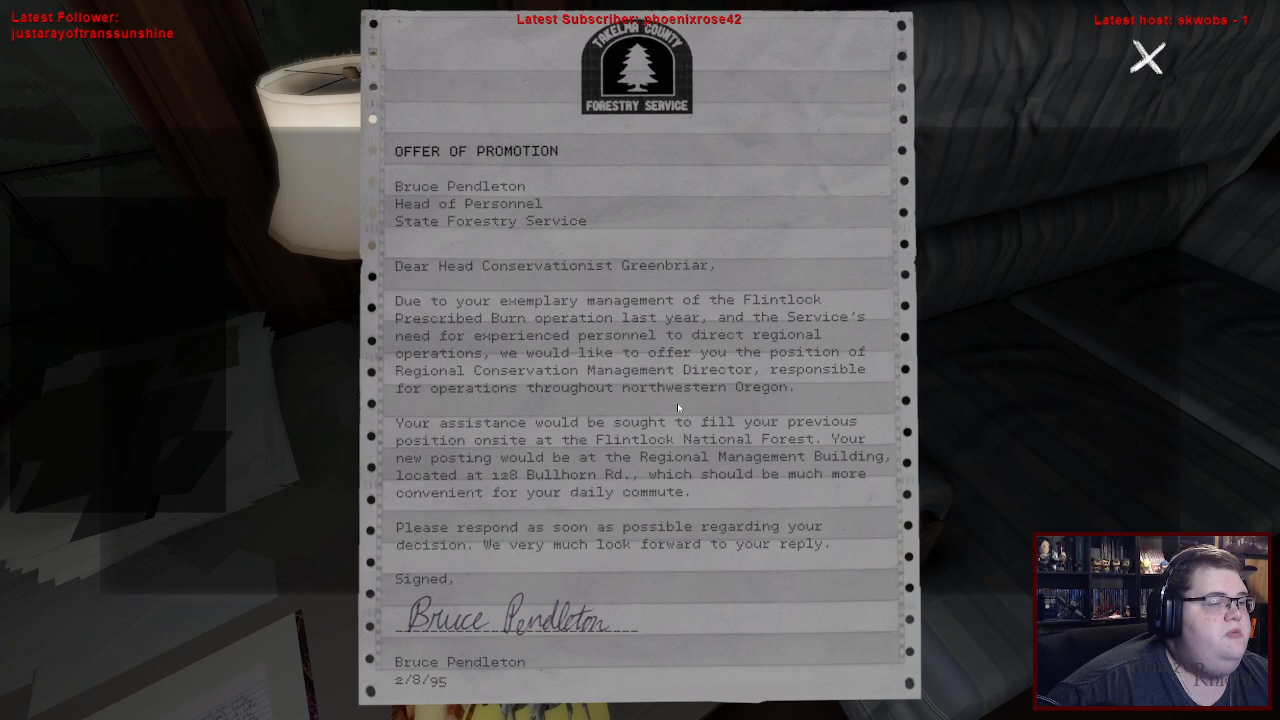 Latest Follower:
justarayoftranssunshine
Latest Subscriber: phoenixrose42
Latest host: skwobs - 1
TAKELMA COUNTY
FORESTRY SERVICE
OFFER OF PROMOTION
Bruce Pendleton
Head of Personnel
State Forestry Service
Dear Head Conservationist Greenbriar,
Due to your exemplary management of the Flintlock
Prescribed Burn operation last year, and the Service's
need for experienced personnel to direct regional
operations, we would like to offer you the position of
Regional Conservation Management Director, responsible
for operations throughout northwestern Oregon.
Your assistance would be sought to fill your previous
position onsite at the Flintlock National Forest. Your
new posting would be at the Regional Management Building,
located at 128 Bullhorn Rd., which should be much more
convenient for your daily commute.
Please respond as soon as possible regarding your
decision. We very much look forward to your reply.
Signed,
Bruce Pendleton
Bruce Pendleton
2/8/95